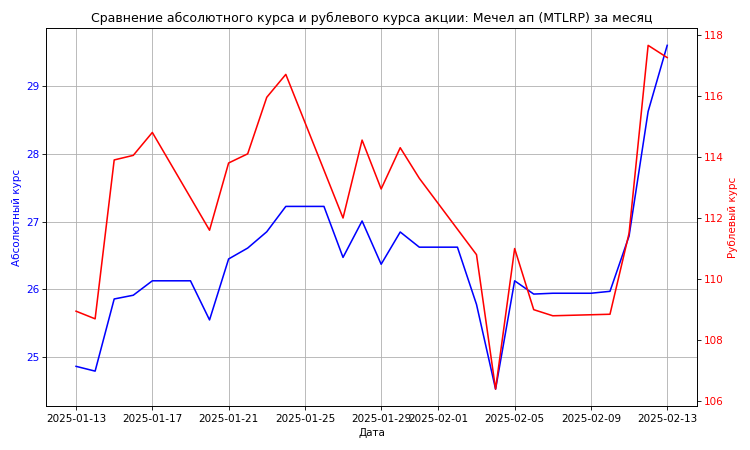 Сравнение абсолютного курса и рублевого курса акции: Мечел ап (MTLRP) за месяц
Абсолютный курс
29
28
27
26
25
118
116
114
112
110
108
106
Рублевый курс
2025-01-13 2025-01-17 2025-01-21 2025-01-25 2025-01-29 2025-02-01 2025-02-05 2025-02-09 2025-02-13
Дата